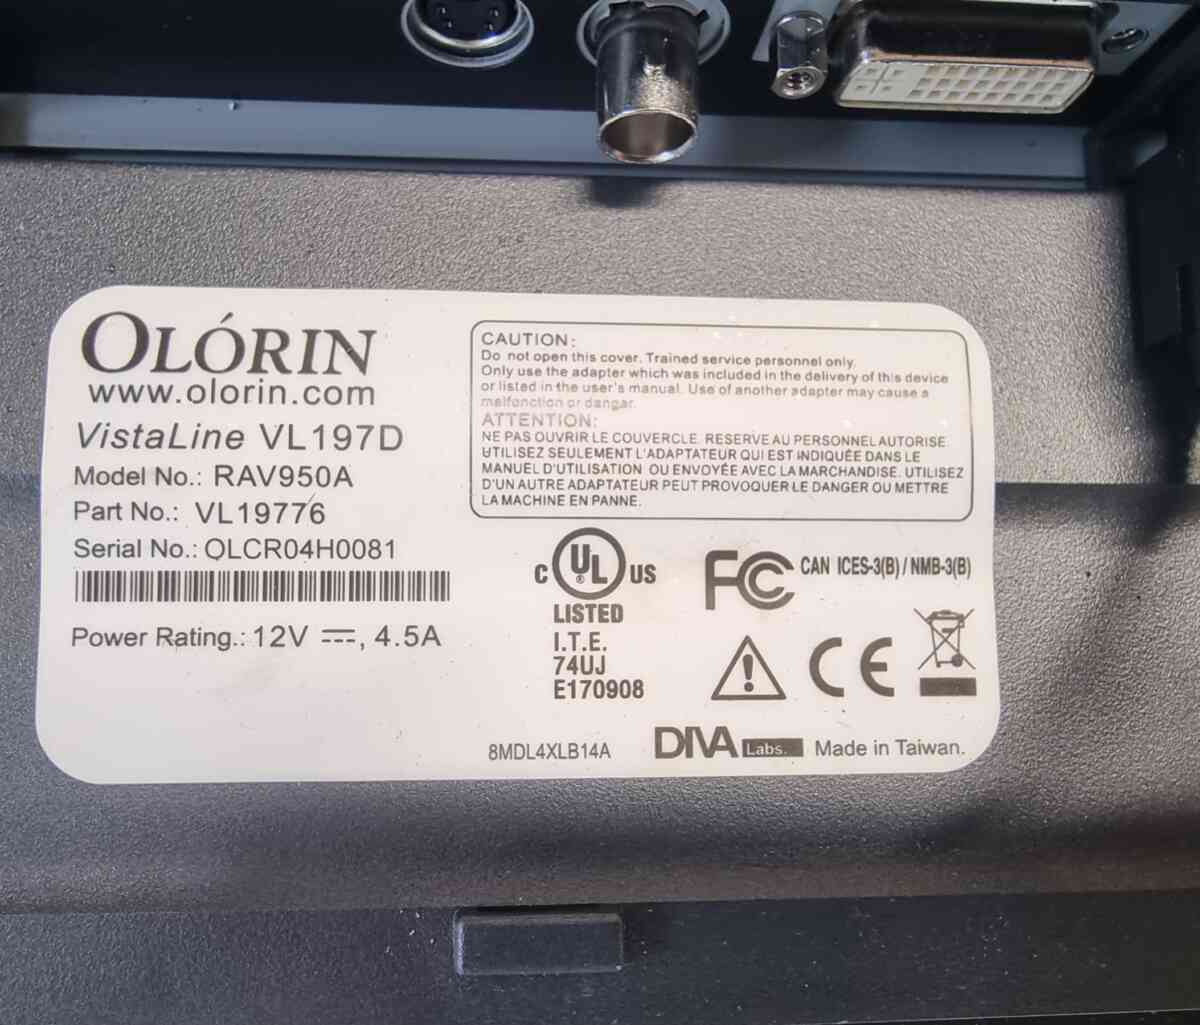 OLÓRIN
www.olorin.com
VistaLine VL197D
Model No.: RAV950A
Part No.: VL19776
Serial No.: OLCR04H0081
Power Rating.: 12V ⎓, 4.5A
CAUTION:
Do not open this cover. Trained service personnel only.
Only use the adapter which was included in the delivery of this device
or listed in the user's manual. Use of another adapter may cause a
malfonction or dangar.
ATTENTION:
NE PAS OUVRIR LE COUVERCLE. RESERVE AU PERSONNEL AUTORISE.
UTILISEZ SEULEMENT L'ADAPTATEUR QUI EST INDIQUÉE DANS LE
MANUEL D'UTILISATION OU ENVOYÉE AVEC LA MARCHANDISE. UTILISEZ
D'UN AUTRE ADAPTATEUR PEUT PROVOQUER LE DANGER OU METTRE
LA MACHINE EN PANNE.
C UL ® US
LISTED
I.T.E.
74UJ
E170908
FC CAN ICES-3(B) / NMB-3(B)
CE
8MDL4XLB14A
DIVA Labs. Made in Taiwan.